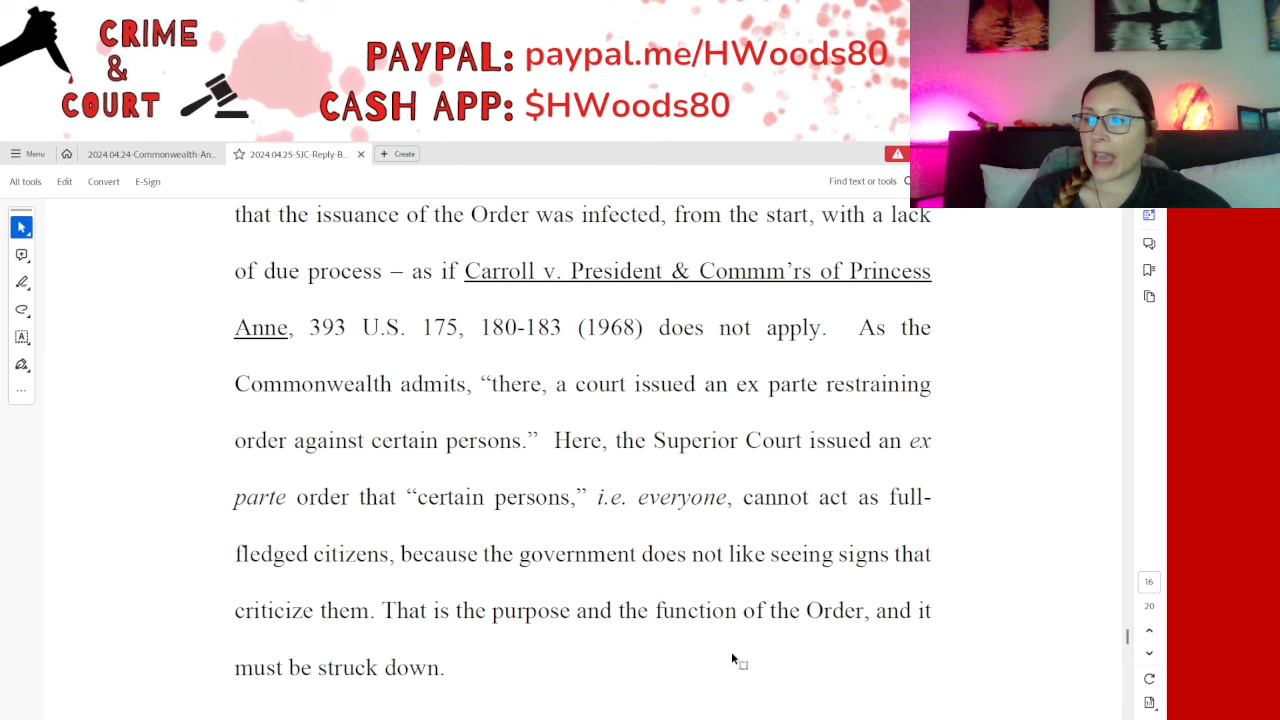 CRIME
&
COURT
PAYPAL: paypal.me/HWoods80
CASH APP: $HWoods80
Menu
2024.04.24-Commonwealth-An...
2024.04.25-SJC-Reply-B...
Create
All tools
Edit
Convert
E-Sign
Find text or tools
that the issuance of the Order was infected, from the start, with a lack
of due process – as if Carroll v. President & Commm’rs of Princess
Anne, 393 U.S. 175, 180-183 (1968) does not apply. As the
Commonwealth admits, “there, a court issued an ex parte restraining
order against certain persons.” Here, the Superior Court issued an ex
parte order that “certain persons,” i.e. everyone, cannot act as full-
fledged citizens, because the government does not like seeing signs that
criticize them. That is the purpose and the function of the Order, and it
must be struck down.
16
20